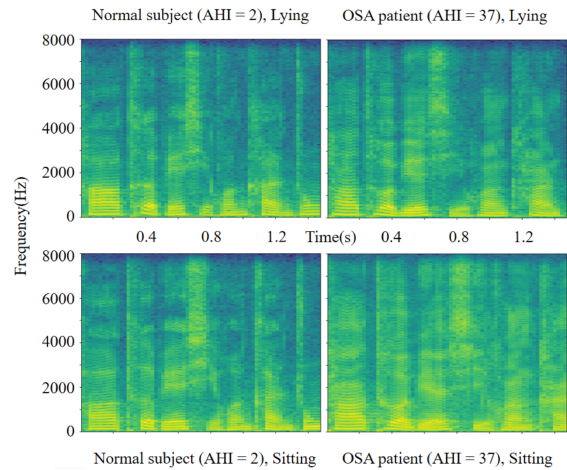 Normal subject (AHI = 2), Lying
OSA patient (AHI = 37), Lying
Frequency(Hz)
8000
6000
4000
2000
0
0.4 0.8 1.2 Time(s) 0.4 0.8 1.2
8000
6000
4000
2000
0
Normal subject (AHI = 2), Sitting
OSA patient (AHI = 37), Sitting